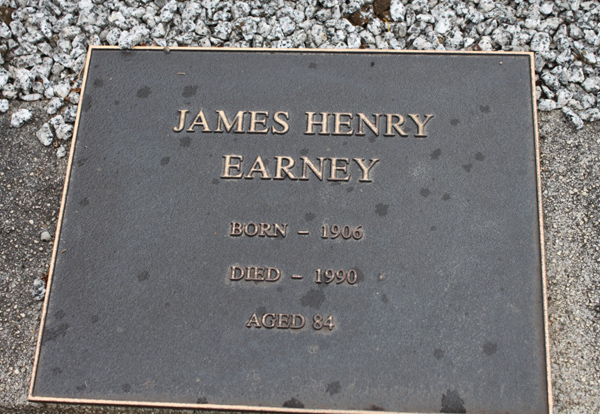 JAMES HENRY
EARNEY
BORN – 1906
DIED – 1990
AGED 84